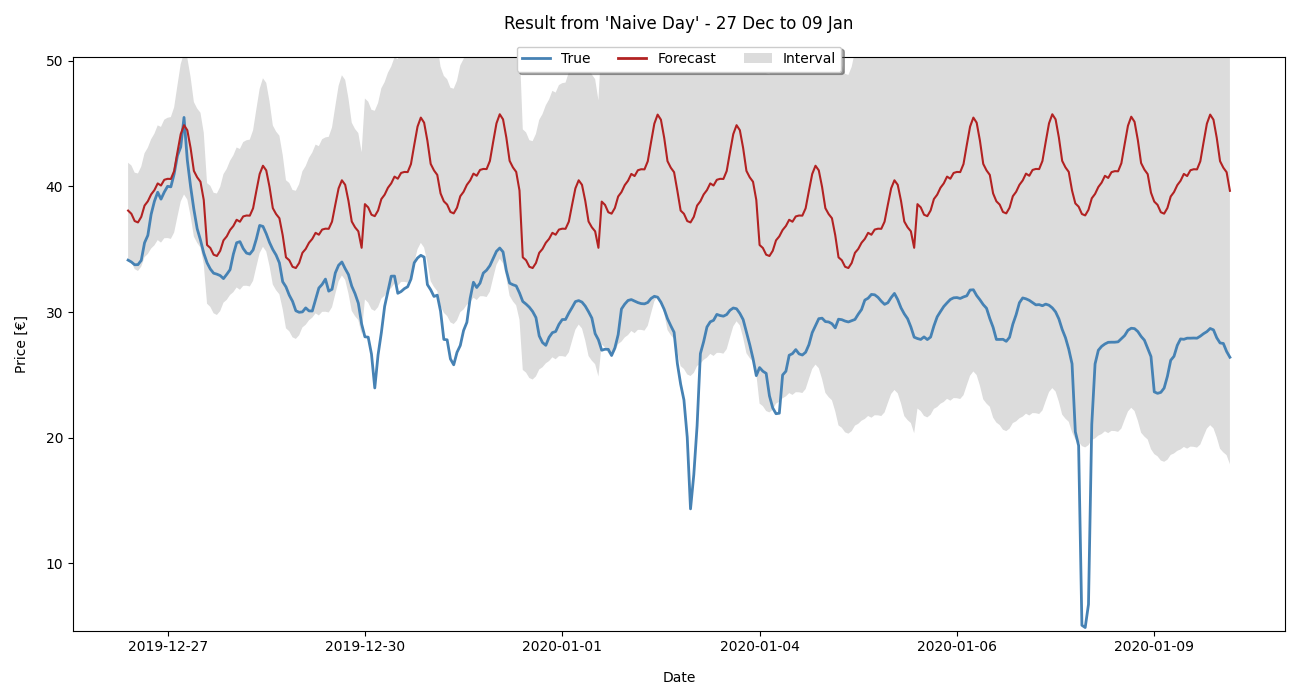 Result from 'Naive Day' - 27 Dec to 09 Jan
True Forecast Interval
50
40
30
20
10
Price [€]
2019-12-27 2019-12-30 2020-01-01 2020-01-04 2020-01-06 2020-01-09
Date